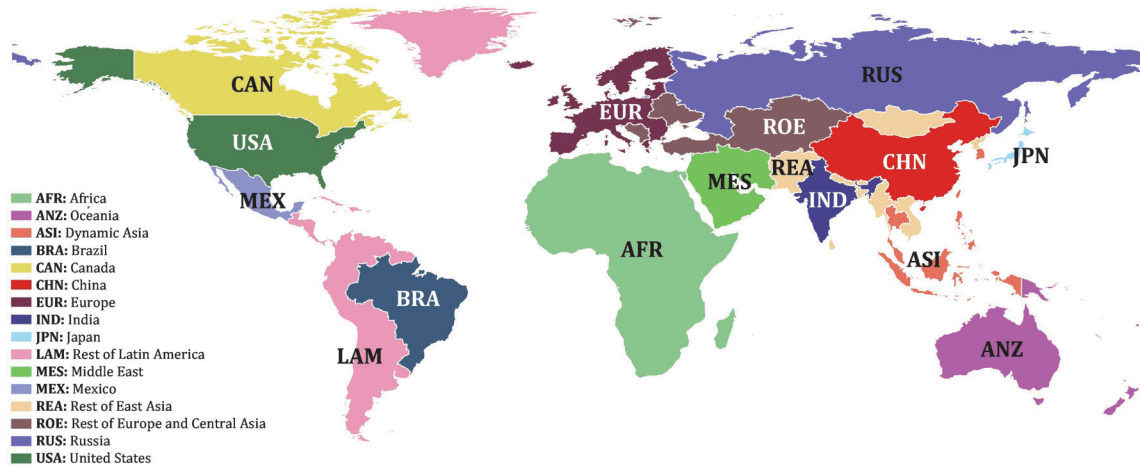 CAN
RUS
EUR
ROE
USA
CHN
JPN
REA
MES
MEX
IND
AFR
ASI
BRA
LAM
ANZ
AFR: Africa
ANZ: Oceania
ASI: Dynamic Asia
BRA: Brazil
CAN: Canada
CHN: China
EUR: Europe
IND: India
JPN: Japan
LAM: Rest of Latin America
MES: Middle East
MEX: Mexico
REA: Rest of East Asia
ROE: Rest of Europe and Central Asia
RUS: Russia
USA: United States